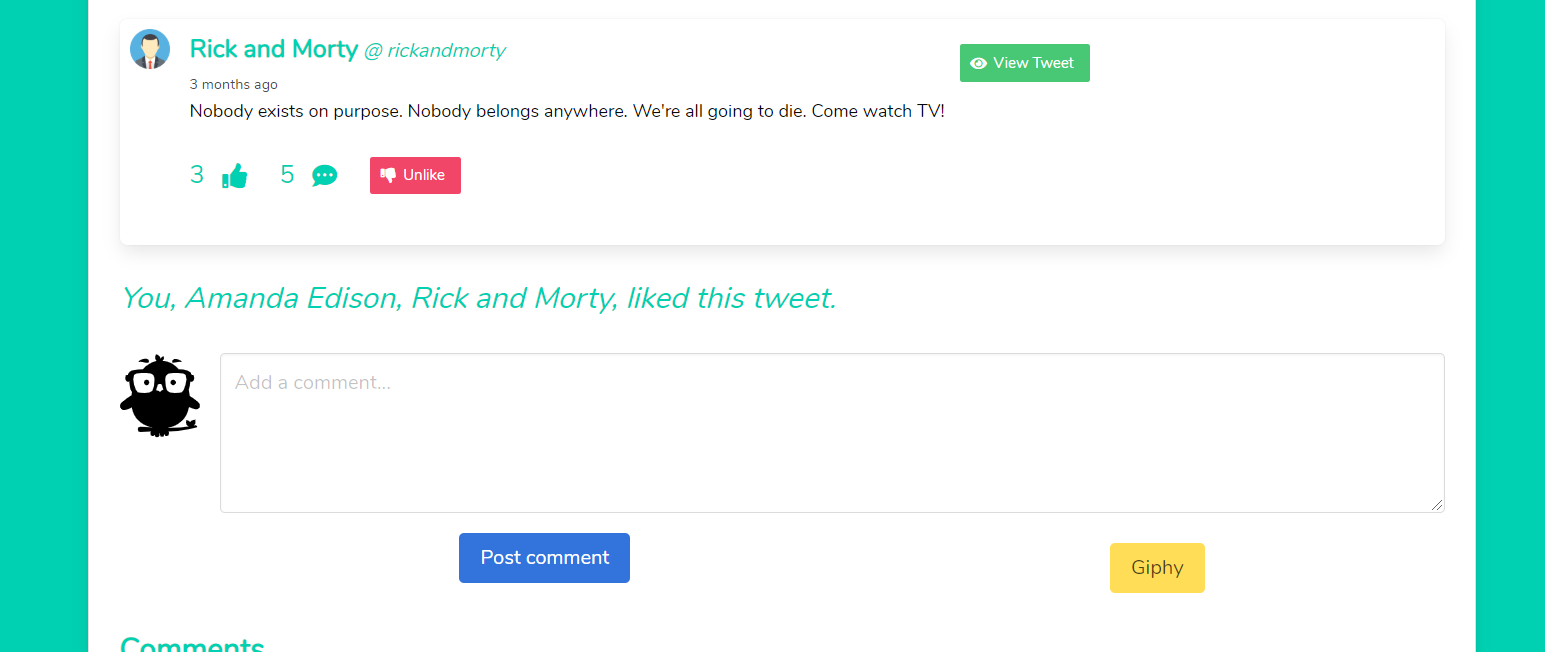 Rick and Morty @ rickandmorty
View Tweet
3 months ago
Nobody exists on purpose. Nobody belongs anywhere. We're all going to die. Come watch TV!
3 5 Unlike
You, Amanda Edison, Rick and Morty, liked this tweet.
Add a comment...
Post comment
Giphy
Comments